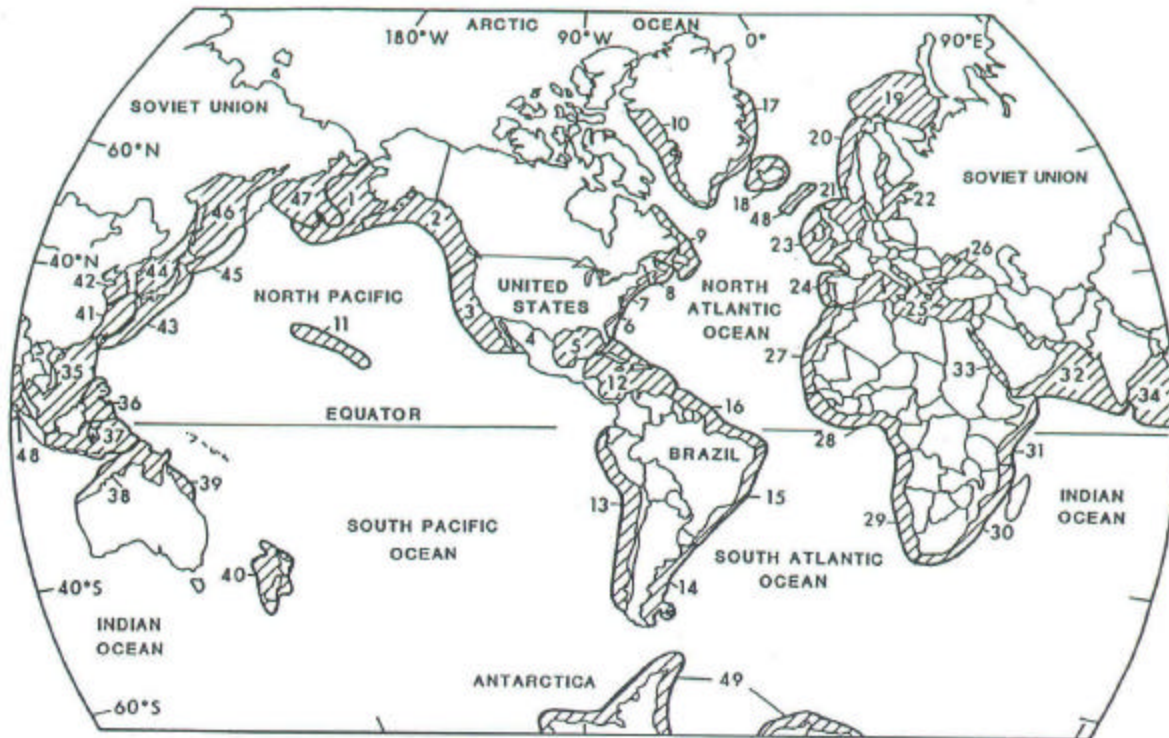 ARCTIC OCEAN
180°W 90°W 0° 90°E
SOVIET UNION
10 17 19
60°N
20
SOVIET UNION
47 1 2
46
18 48 21 22
23
9
40°N
45
26
42 44
NORTH PACIFIC
UNITED STATES
8
7
NORTH ATLANTIC OCEAN
24
25
41 43
11
3
4 5 6
27
35
12
33 32
34
36
EQUATOR
16
37
BRAZIL
28
48
31
38 39
13
15
INDIAN OCEAN
SOUTH PACIFIC OCEAN
29
30
40
SOUTH ATLANTIC OCEAN
40°S
14
INDIAN OCEAN
ANTARCTICA
49
60°S